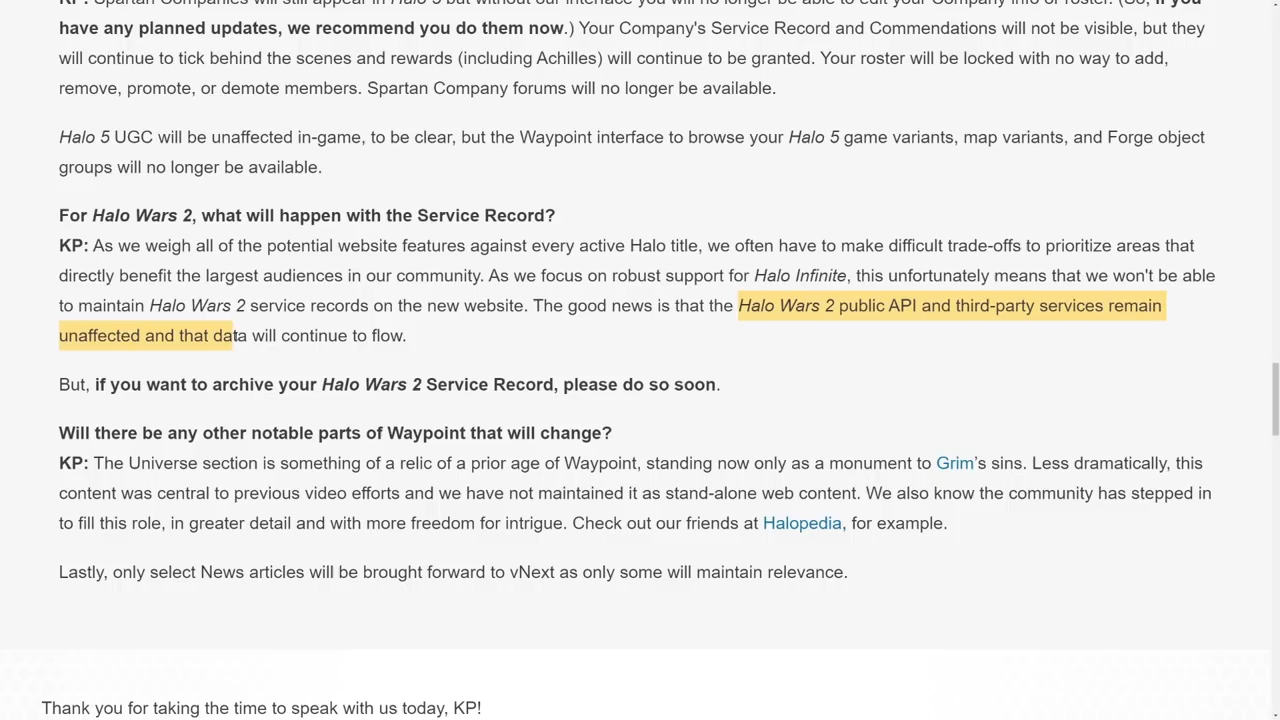 KP: Spartan Companies will still appear in Halo 5 but without our interface you will no longer be able to edit your Company info or roster. (So, if you
have any planned updates, we recommend you do them now.) Your Company's Service Record and Commendations will not be visible, but they
will continue to tick behind the scenes and rewards (including Achilles) will continue to be granted. Your roster will be locked with no way to add,
remove, promote, or demote members. Spartan Company forums will no longer be available.
Halo 5 UGC will be unaffected in-game, to be clear, but the Waypoint interface to browse your Halo 5 game variants, map variants, and Forge object
groups will no longer be available.
For Halo Wars 2, what will happen with the Service Record?
KP: As we weigh all of the potential website features against every active Halo title, we often have to make difficult trade-offs to prioritize areas that
directly benefit the largest audiences in our community. As we focus on robust support for Halo Infinite, this unfortunately means that we won't be able
to maintain Halo Wars 2 service records on the new website. The good news is that the Halo Wars 2 public API and third-party services remain
unaffected and that data will continue to flow.
But, if you want to archive your Halo Wars 2 Service Record, please do so soon.
Will there be any other notable parts of Waypoint that will change?
KP: The Universe section is something of a relic of a prior age of Waypoint, standing now only as a monument to Grim's sins. Less dramatically, this
content was central to previous video efforts and we have not maintained it as stand-alone web content. We also know the community has stepped in
to fill this role, in greater detail and with more freedom for intrigue. Check out our friends at Halopedia, for example.
Lastly, only select News articles will be brought forward to vNext as only some will maintain relevance.
Thank you for taking the time to speak with us today, KP!